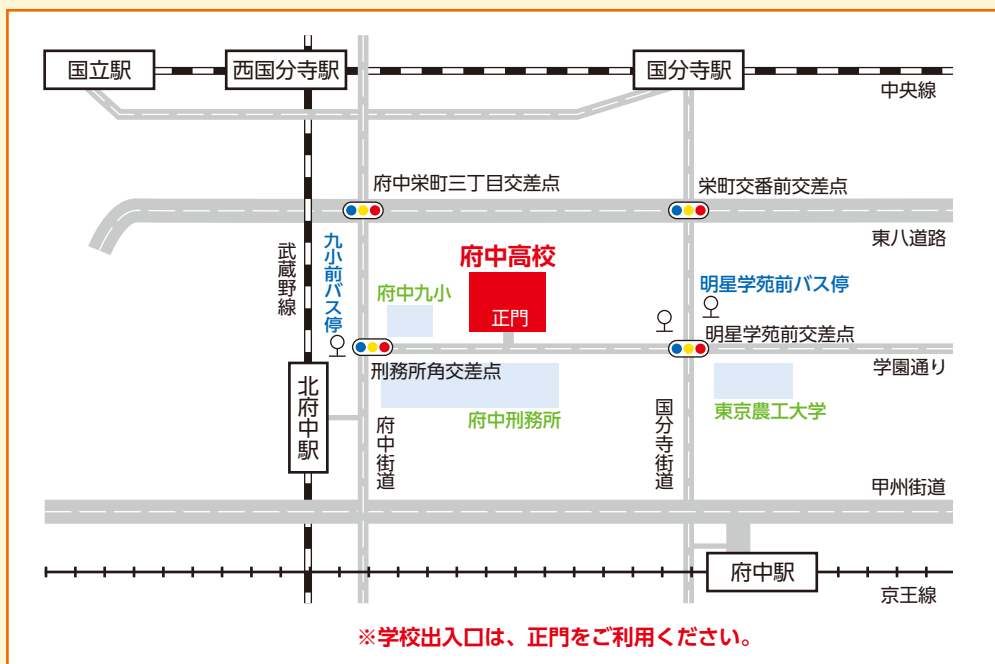 国立駅
西国分寺駅
国分寺駅
中央線
府中栄町三丁目交差点
栄町交番前交差点
東八道路
武蔵野線
九小前バス停
府中九小
府中高校
正門
明星学苑前バス停
明星学苑前交差点
学園通り
刑務所角交差点
北府中駅
府中街道
府中刑務所
国分寺街道
東京農工大学
甲州街道
府中駅
京王線
※学校出入口は、正門をご利用ください。